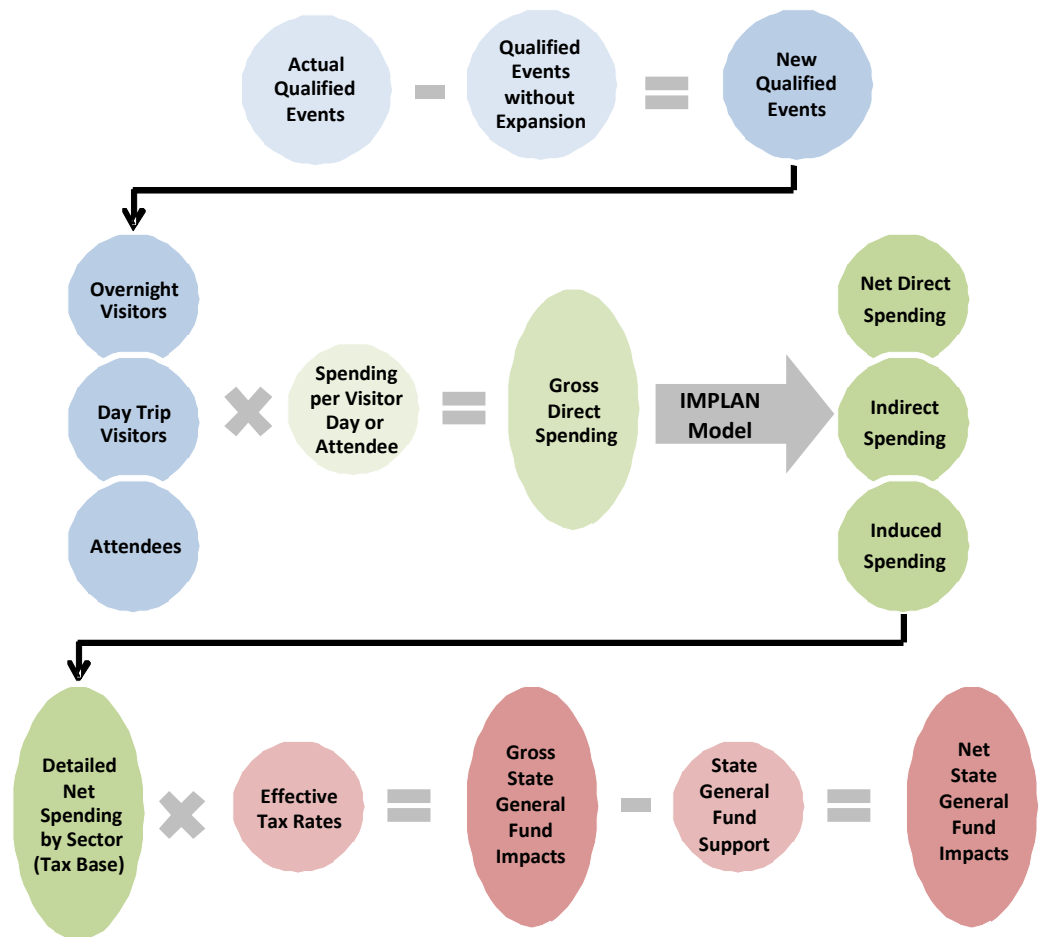 Actual
Qualified
Events
Qualified
Events
without
Expansion
New
Qualified
Events
Overnight
Visitors
Day Trip
Visitors
Attendees
Spending
per Visitor
Day or
Attendee
Gross
Direct
Spending
IMPLAN
Model
Net Direct
Spending
Indirect
Spending
Induced
Spending
Detailed
Net
Spending
by Sector
(Tax Base)
Effective
Tax Rates
Gross
State
General
Fund
Impacts
State
General
Fund
Support
Net
State
General
Fund
Impacts